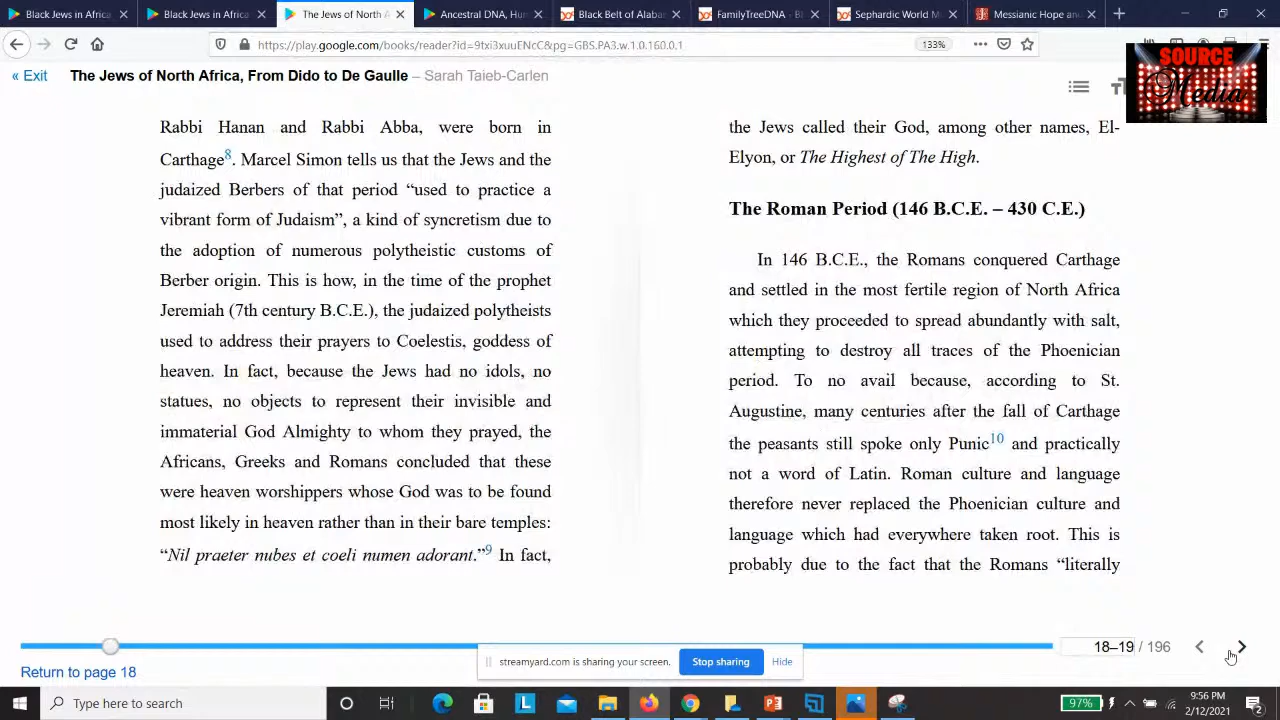 Black Jews in Africa
Black Jews in Africa
The Jews of North A
Ancestral DNA, Hum
Black Belt of Alabas
FamilyTreeDNA - 
Sephardic World M
Messianic Hope and
https://play.google.com/books/reader?id=9txi3xurENcC&pg=GBS.PA3.w.1.0.160.0.1
133%
SOURCE
Media
« Exit
The Jews of North Africa, From Dido to De Gaulle – Sarah Taieb-Carlen
Rabbi Hanan and Rabbi Abba, were born in
Carthage8. Marcel Simon tells us that the Jews and the
judaized Berbers of that period “used to practice a
vibrant form of Judaism”, a kind of syncretism due to
the adoption of numerous polytheistic customs of
Berber origin. This is how, in the time of the prophet
Jeremiah (7th century B.C.E.), the judaized polytheists
used to address their prayers to Coelestis, goddess of
heaven. In fact, because the Jews had no idols, no
statues, no objects to represent their invisible and
immaterial God Almighty to whom they prayed, the
Africans, Greeks and Romans concluded that these
were heaven worshippers whose God was to be found
most likely in heaven rather than in their bare temples:
“Nil praeter nubes et coeli numen adorant.”9 In fact,
the Jews called their God, among other names, El-
Elyon, or The Highest of The High.
The Roman Period (146 B.C.E. – 430 C.E.)
In 146 B.C.E., the Romans conquered Carthage
and settled in the most fertile region of North Africa
which they proceeded to spread abundantly with salt,
attempting to destroy all traces of the Phoenician
period. To no avail because, according to St.
Augustine, many centuries after the fall of Carthage
the peasants still spoke only Punic10 and practically
not a word of Latin. Roman culture and language
therefore never replaced the Phoenician culture and
language which had everywhere taken root. This is
probably due to the fact that the Romans “literally
18–19 / 196
Return to page 18
streamyard.com is sharing your screen.
Stop sharing
Hide
Type here to search
97%
9:56 PM
2/12/2021
2